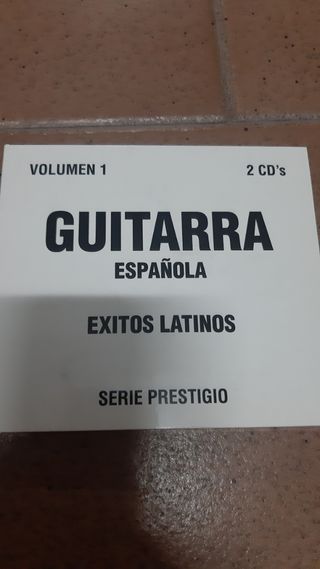 VOLUMEN 1 2 CD's
GUITARRA
ESPAÑOLA
EXITOS LATINOS
SERIE PRESTIGIO